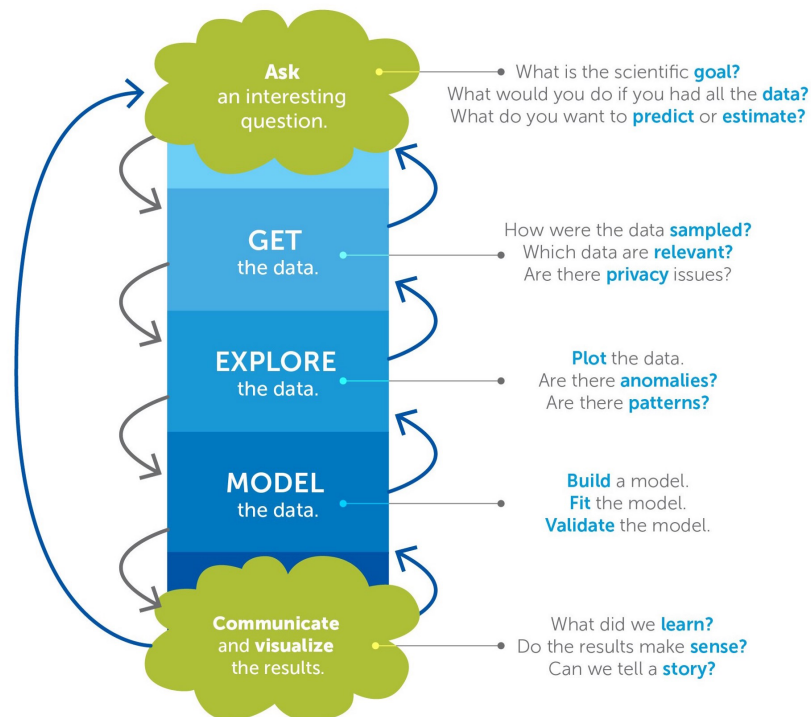 Ask
an interesting
question.
What is the scientific goal?
What would you do if you had all the data?
What do you want to predict or estimate?
GET
the data.
How were the data sampled?
Which data are relevant?
Are there privacy issues?
EXPLORE
the data.
Plot the data.
Are there anomalies?
Are there patterns?
MODEL
the data.
Build a model.
Fit the model.
Validate the model.
Communicate
and visualize
the results.
What did we learn?
Do the results make sense?
Can we tell a story?